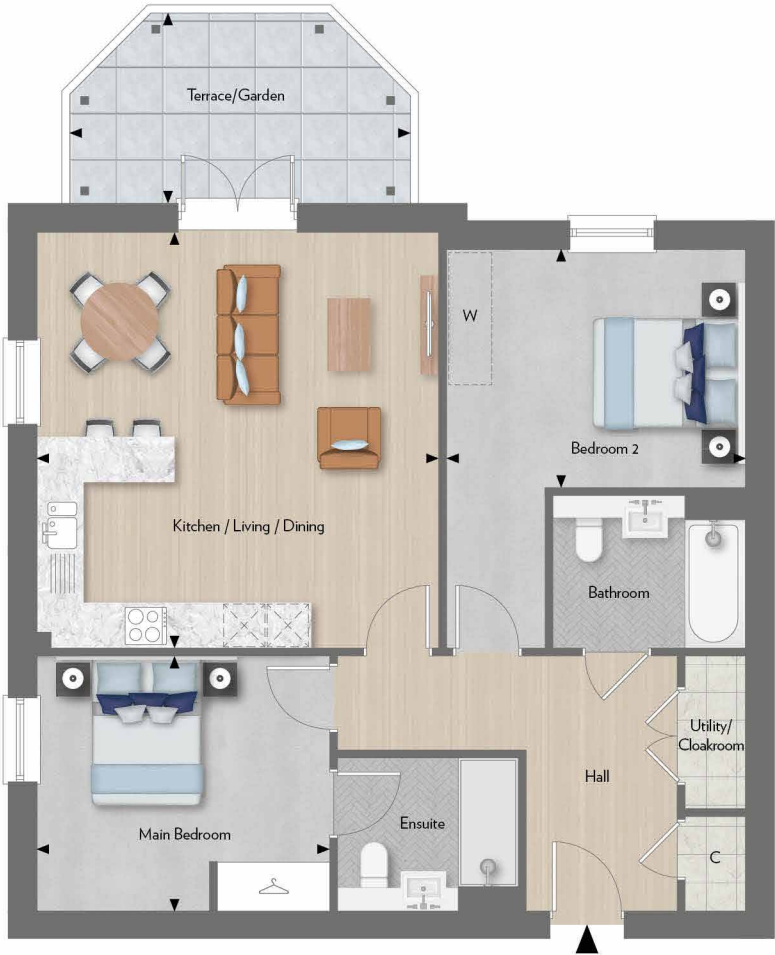 Terrace/Garden
W
Bedroom 2
Kitchen / Living / Dining
Bathroom
Utility/
Cloakroom
Hall
Ensuite
Main Bedroom
C